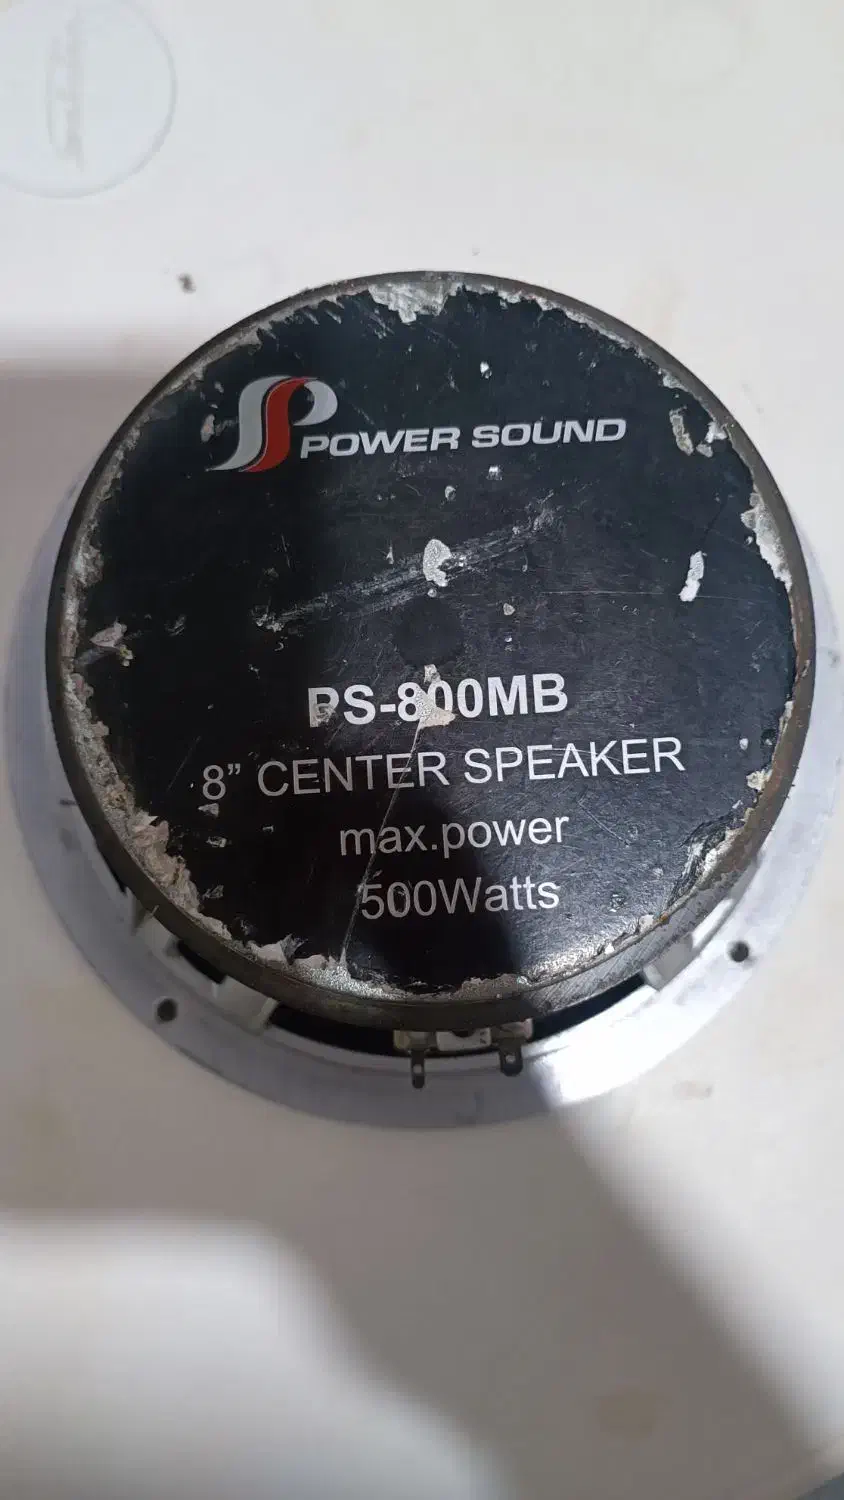 POWER SOUND
PS-800MB
8” CENTER SPEAKER
max.power
500Watts